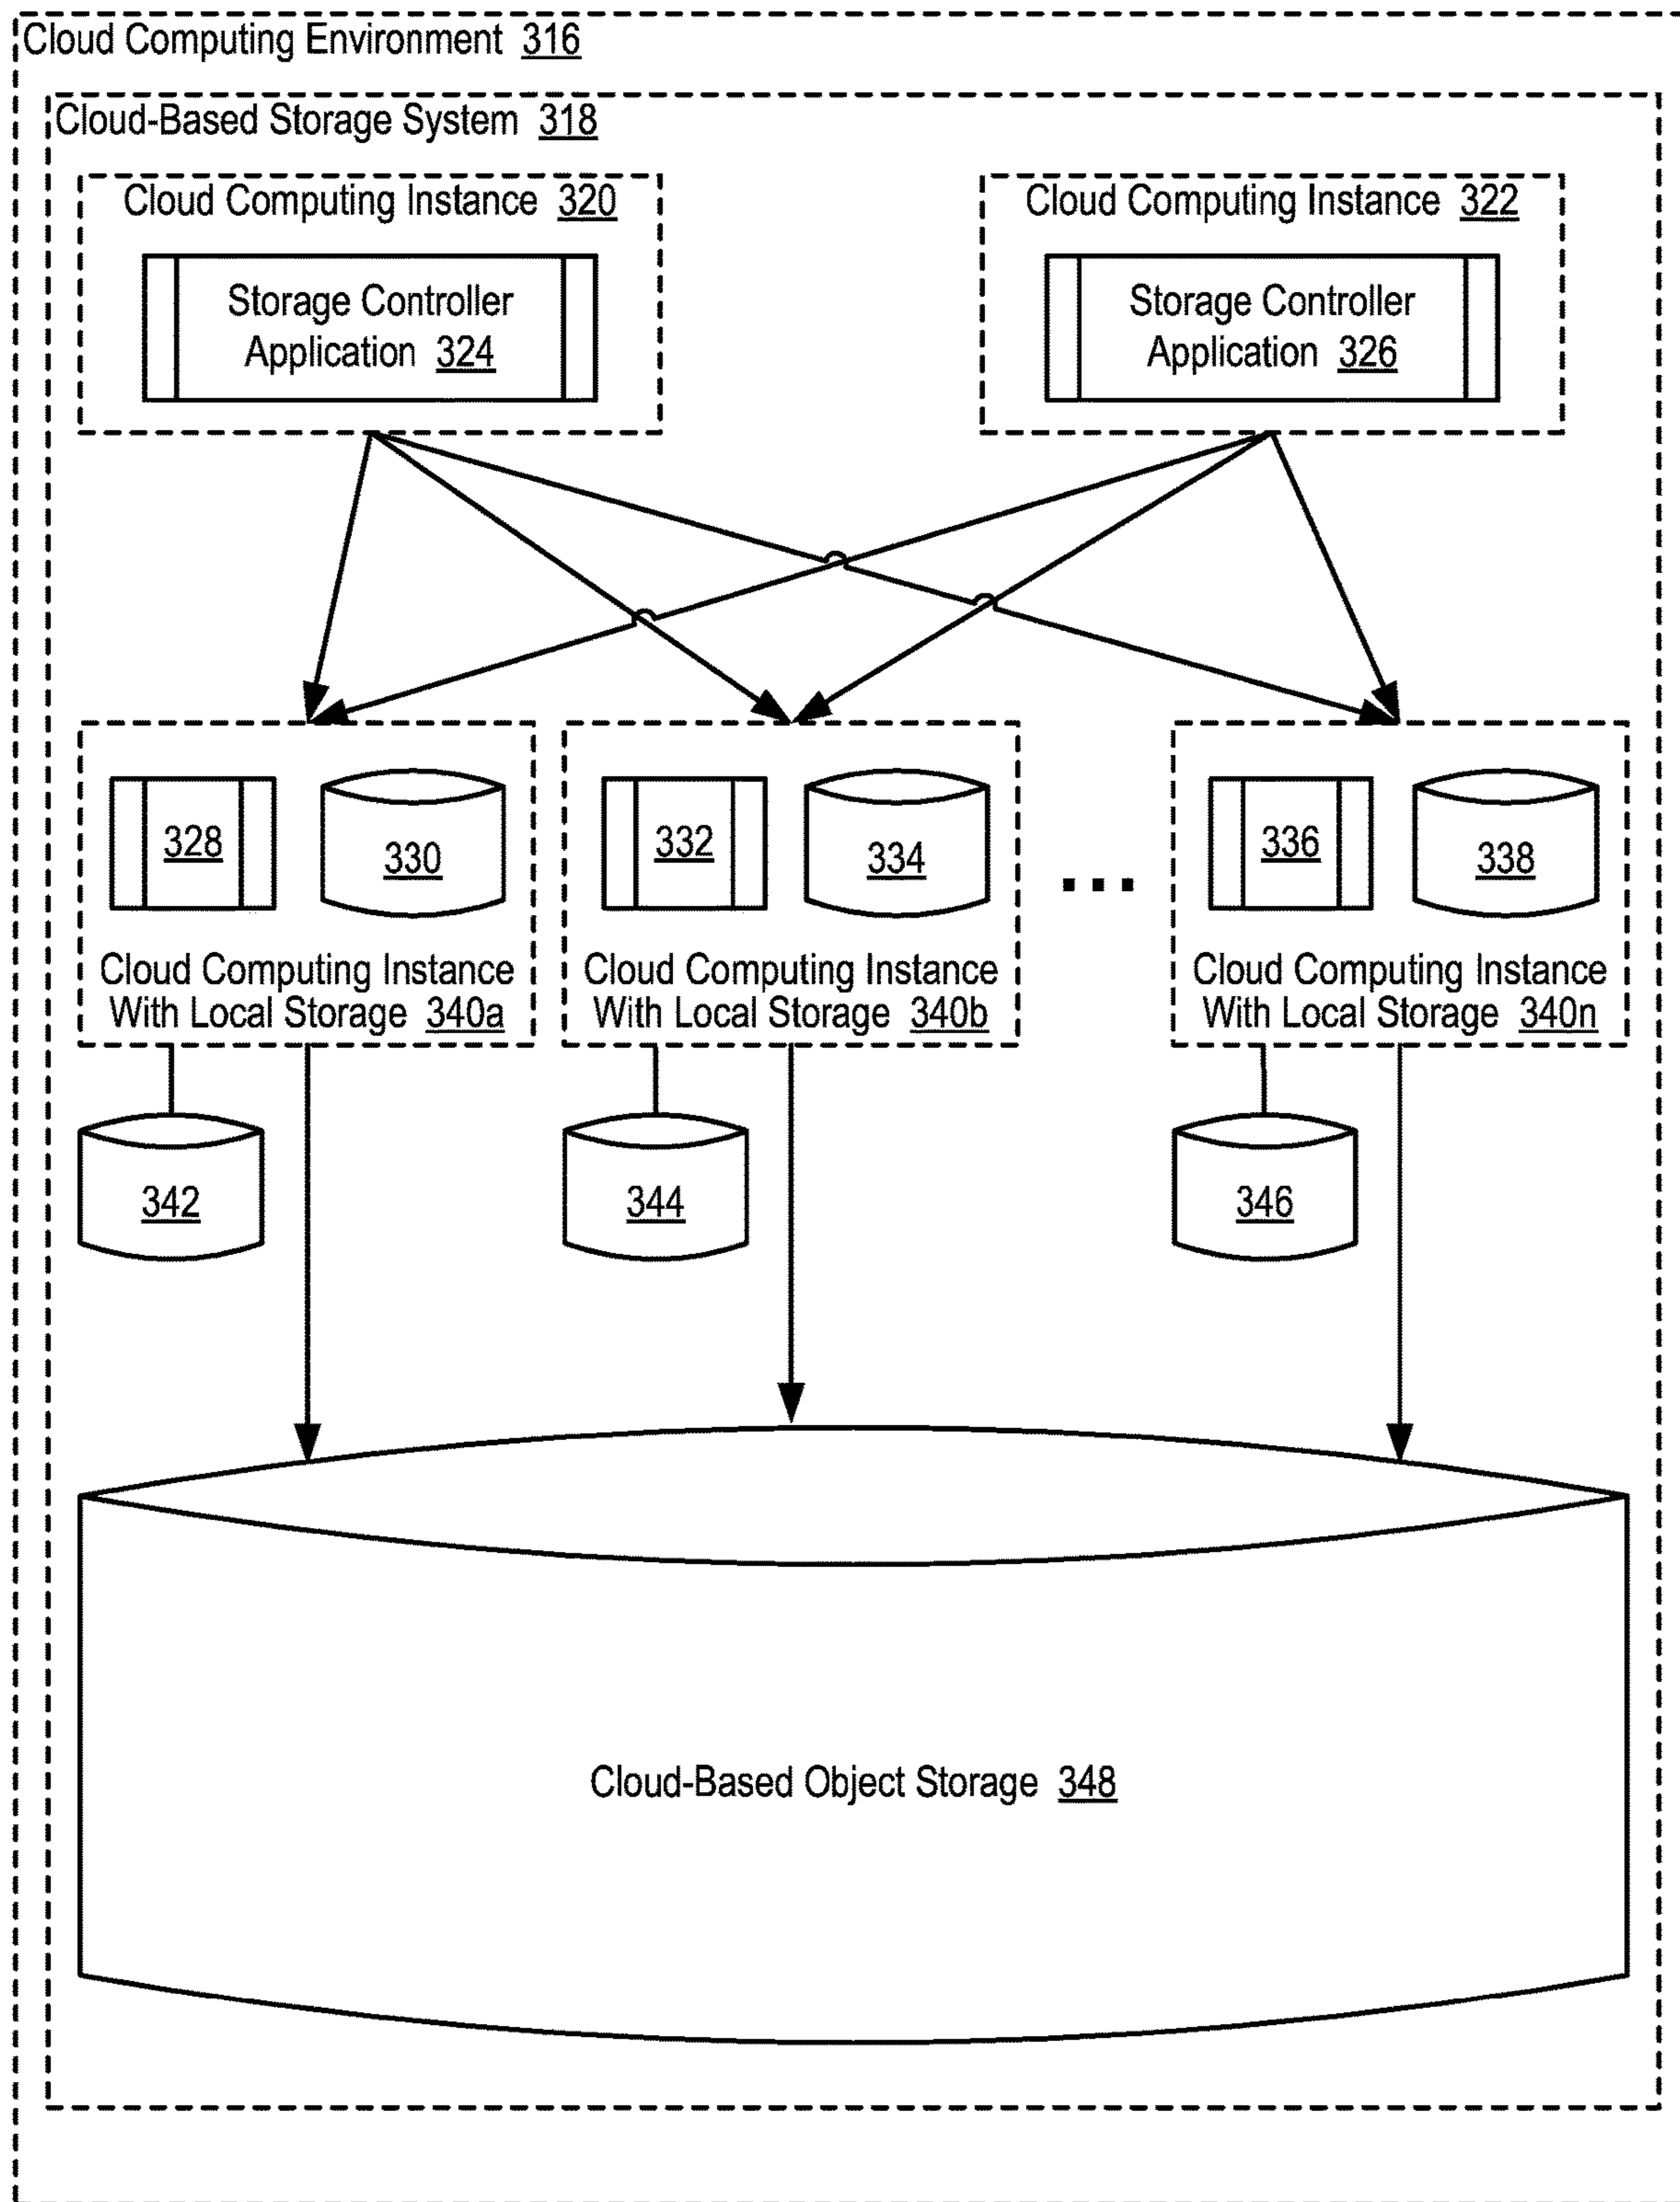 Cloud Computing Environment 316
Cloud-Based Storage System 318
Cloud Computing Instance 320
Storage Controller
Application 324
Cloud Computing Instance 322
Storage Controller
Application 326
328
330
Cloud Computing Instance
With Local Storage 340a
332
334
Cloud Computing Instance
With Local Storage 340b
...
336
338
Cloud Computing Instance
With Local Storage 340n
342
344
346
Cloud-Based Object Storage 348